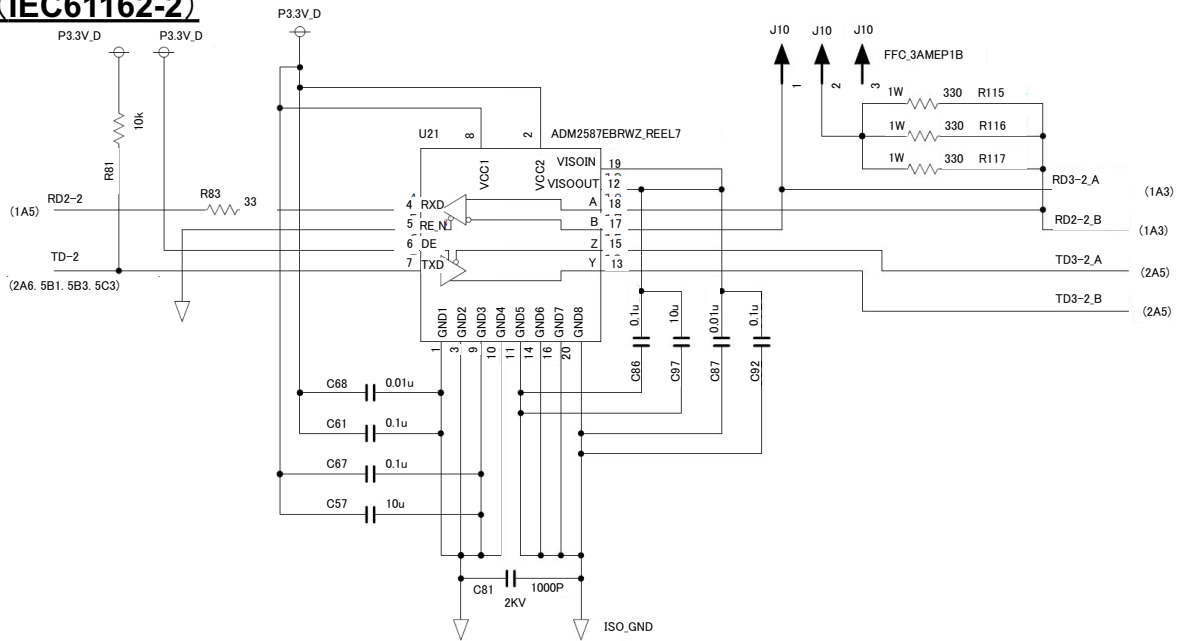 (IEC61162-2)
P3.3V_D
P3.3V_D
P3.3V_D
J10
J10
J10
FFC_3AMEP1B
1
2
3
1W 330 R115
1W 330 R116
1W 330 R117
10k
R81
U21
8
2
ADM2587EBRWZ_REEL7
VCC1
VCC2
VISOIN 19
VISOOUT 12
RD2-2
(1A5)
R83
33
4 RXD
A 18
5 RE_N
B 17
6 DE
Z 15
7 TXD
Y 13
TD-2
(2A6. 5B1. 5B3. 5C3)
RD3-2_A
(1A3)
RD2-2_B
(1A3)
TD3-2_A
(2A5)
TD3-2_B
(2A5)
GND1
GND2
GND3
GND4
GND5
GND6
GND7
GND8
1
3
9
10
11
14
16
20
0.1u
10u
0.01u
0.1u
C86
C97
C87
C92
C68 0.01u
C61 0.1u
C67 0.1u
C57 10u
C81 1000P
2KV
ISO_GND